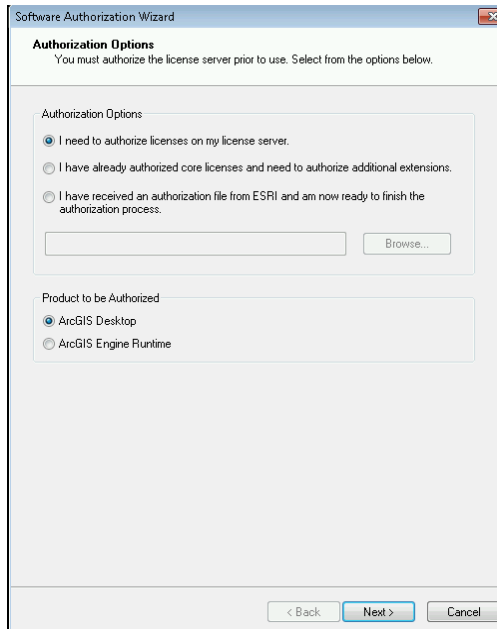 Software Authorization Wizard
Authorization Options
You must authorize the license server prior to use. Select from the options below.
Authorization Options
I need to authorize licenses on my license server.
I have already authorized core licenses and need to authorize additional extensions.
I have received an authorization file from ESRI and am now ready to finish the
authorization process.
Browse...
Product to be Authorized
ArcGIS Desktop
ArcGIS Engine Runtime
< Back
Next >
Cancel